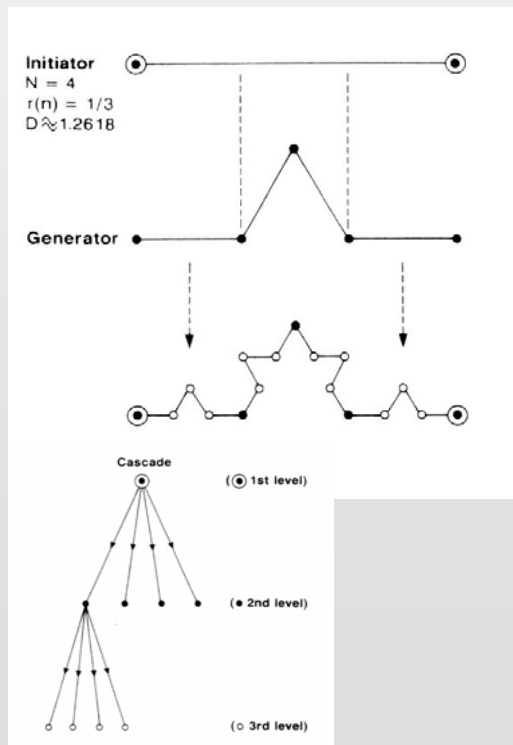 Initiator
N = 4
r(n) = 1/3
D≈1.2618
Generator
Cascade
(⦿ 1st level)
(● 2nd level)
(○ 3rd level)